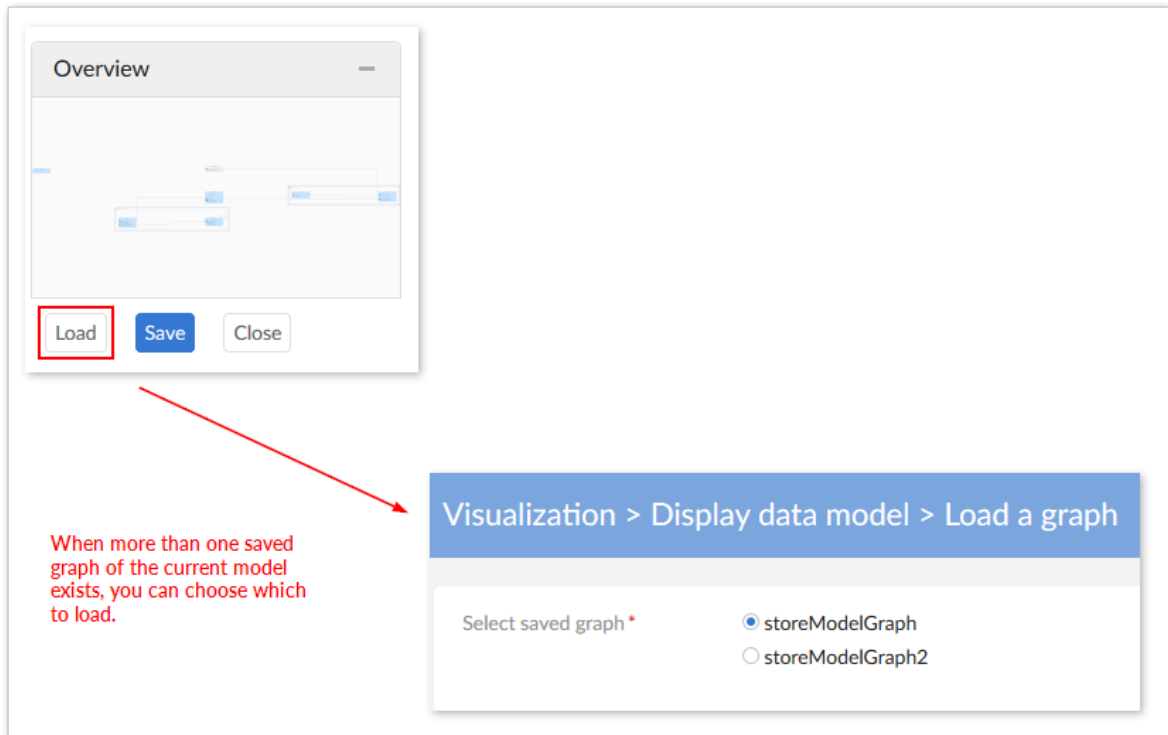 Overview
Load
Save
Close
When more than one saved
graph of the current model
exists, you can choose which
to load.
Visualization > Display data model > Load a graph
Select saved graph *
storeModelGraph
storeModelGraph2